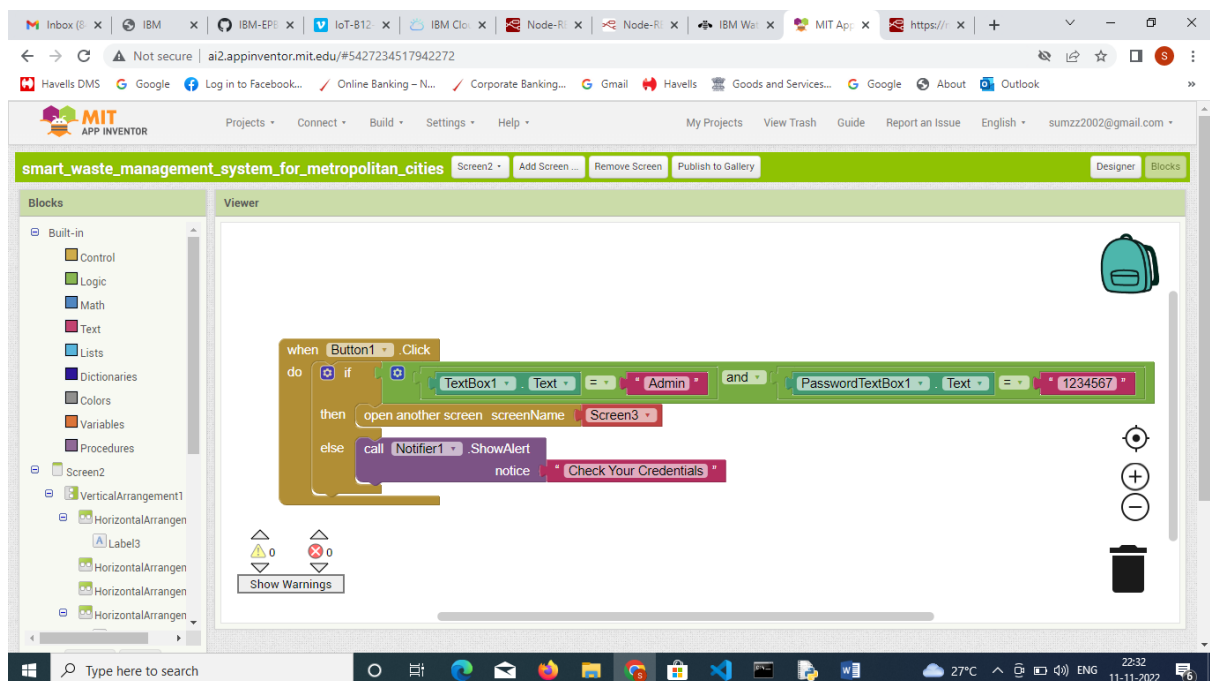 Inbox (8 IBM IBM-EPB IoT-B12- IBM Clo Node-R Node-R IBM Wat MIT App https://r
Not secure ai2.appinventor.mit.edu/#5427234517942272 S
Havells DMS Google Log in to Facebook... Online Banking – N... Corporate Banking... Gmail Havells Goods and Services... Google About Outlook »
MIT
APP INVENTOR
Projects Connect Build Settings Help My Projects View Trash Guide Report an Issue English sumzz2002@gmail.com
smart_waste_management_system_for_metropolitan_cities Screen2 Add Screen ... Remove Screen Publish to Gallery Designer Blocks
Blocks Viewer
Built-in
Control
Logic
Math
Text
Lists
Dictionaries
Colors
Variables
Procedures
Screen2
VerticalArrangement1
HorizontalArrangen
Label3
HorizontalArrangen
HorizontalArrangen
HorizontalArrangen
when Button1 .Click
do if TextBox1 . Text = " Admin " and PasswordTextBox1 . Text = " 1234567 "
then open another screen screenName Screen3
else call Notifier1 .ShowAlert
notice " Check Your Credentials "
0 0
Show Warnings
Type here to search 27°C ENG 22:32
11-11-2022